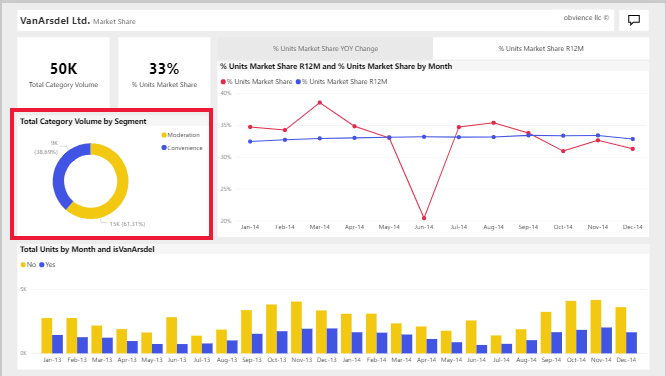 VanArsdel Ltd. Market Share
obvience llc ©
50K
Total Category Volume
33%
% Units Market Share
% Units Market Share YOY Change
% Units Market Share R12M
% Units Market Share R12M and % Units Market Share by Month
% Units Market Share % Units Market Share R12M
40%
35%
30%
25%
20%
Jan-14 Feb-14 Mar-14 Apr-14 May-14 Jun-14 Jul-14 Aug-14 Sep-14 Oct-14 Nov-14 Dec-14
Total Category Volume by Segment
Moderation
Convenience
9K
(38.69%)
15K (61.31%)
Total Units by Month and isVanArsdel
No Yes
5K
0K
Jan-13 Feb-13 Mar-13 Apr-13 May-13 Jun-13 Jul-13 Aug-13 Sep-13 Oct-13 Nov-13 Dec-13 Jan-14 Feb-14 Mar-14 Apr-14 May-14 Jun-14 Jul-14 Aug-14 Sep-14 Oct-14 Nov-14 Dec-14